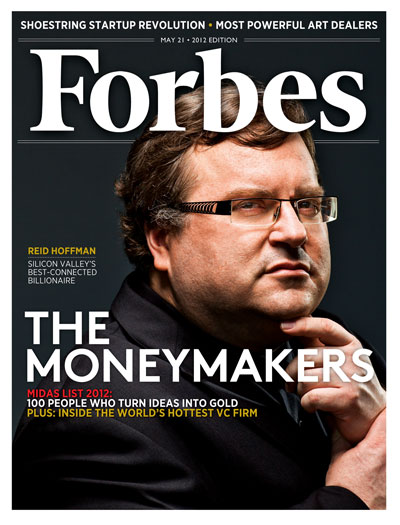 SHOESTRING STARTUP REVOLUTION • MOST POWERFUL ART DEALERS
MAY 21 • 2012 EDITION
Forbes
REID HOFFMAN
SILICON VALLEY'S
BEST-CONNECTED
BILLIONAIRE
THE
MONEYMAKERS
MIDAS LIST 2012:
100 PEOPLE WHO TURN IDEAS INTO GOLD
PLUS: INSIDE THE WORLD'S HOTTEST VC FIRM